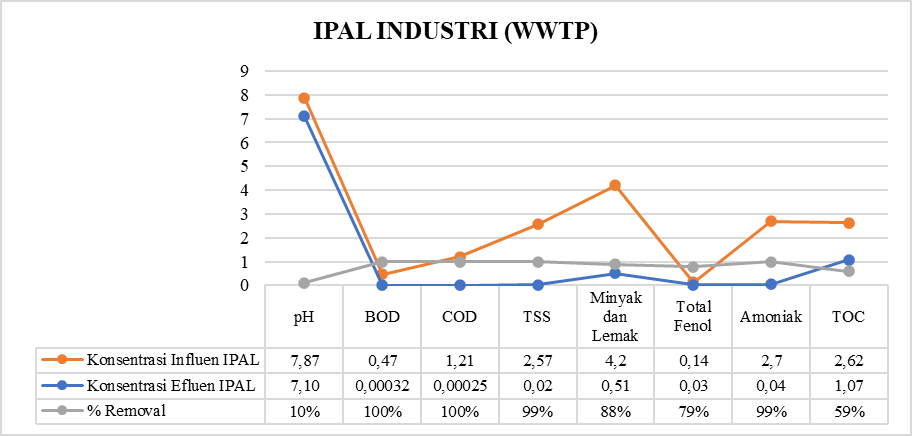 IPAL INDUSTRI (WWTP)
9
8
7
6
5
4
3
2
1
0
pH BOD COD TSS Minyak dan Lemak Total Fenol Amoniak TOC
Konsentrasi Influen IPAL 7,87 0,47 1,21 2,57 4,2 0,14 2,7 2,62
Konsentrasi Efluen IPAL 7,10 0,00032 0,00025 0,02 0,51 0,03 0,04 1,07
% Removal 10% 100% 100% 99% 88% 79% 99% 59%